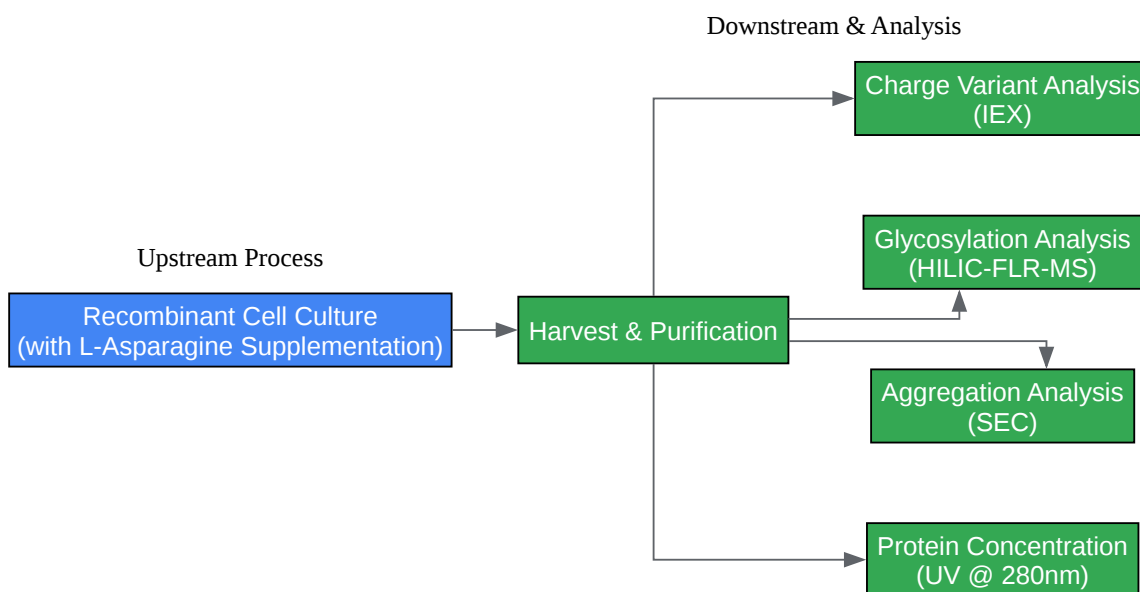 Downstream & Analysis
Charge Variant Analysis
(IEX)
Glycosylation Analysis
(HILIC-FLR-MS)
Upstream Process
Recombinant Cell Culture
(with L-Asparagine Supplementation)
Harvest & Purification
Aggregation Analysis
(SEC)
Protein Concentration
(UV @ 280nm)